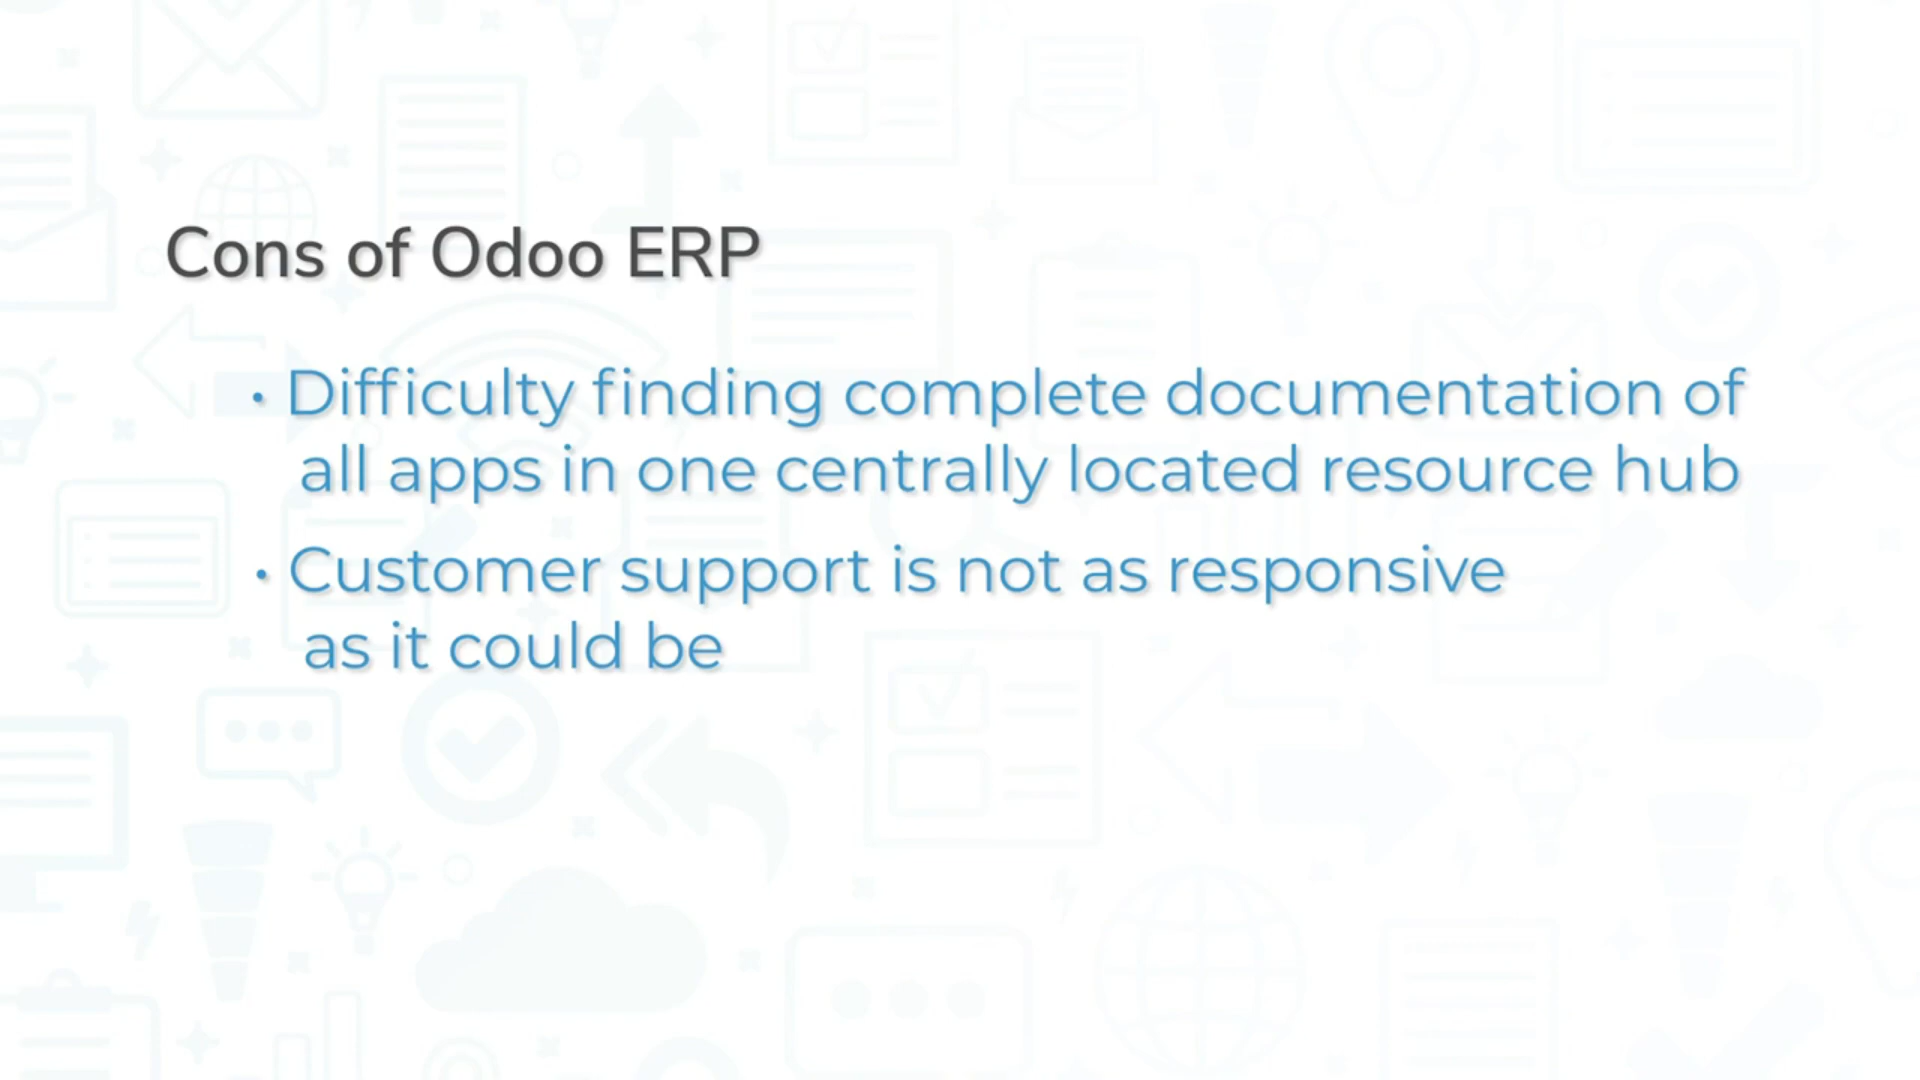 Cons of Odoo ERP
• Difficulty finding complete documentation of
all apps in one centrally located resource hub
• Customer support is not as responsive
as it could be